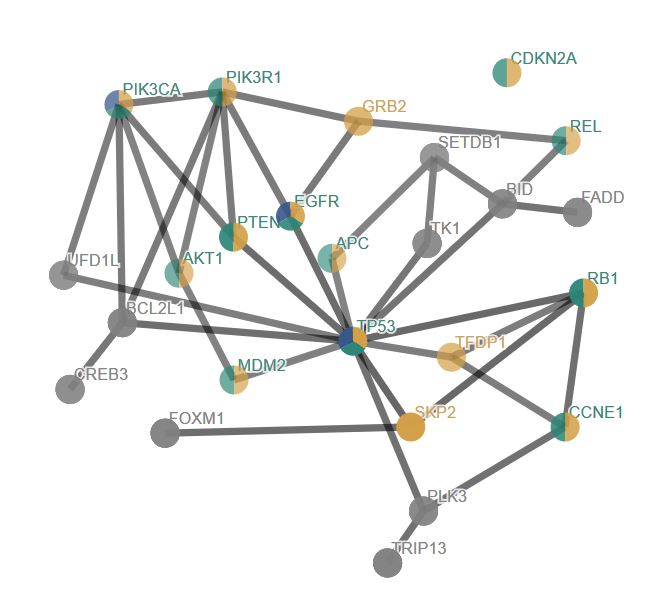 CDKN2A
PIK3R1
PIK3CA
GRB2
REL
SETDB1
BID
FADD
EGFR
PTEN
TK1
APC
AKT1
UFD1L
RB1
BCL2L1
TP53
TFDP1
MDM2
CREB3
SKP2
CCNE1
FOXM1
PLK3
TRIP13